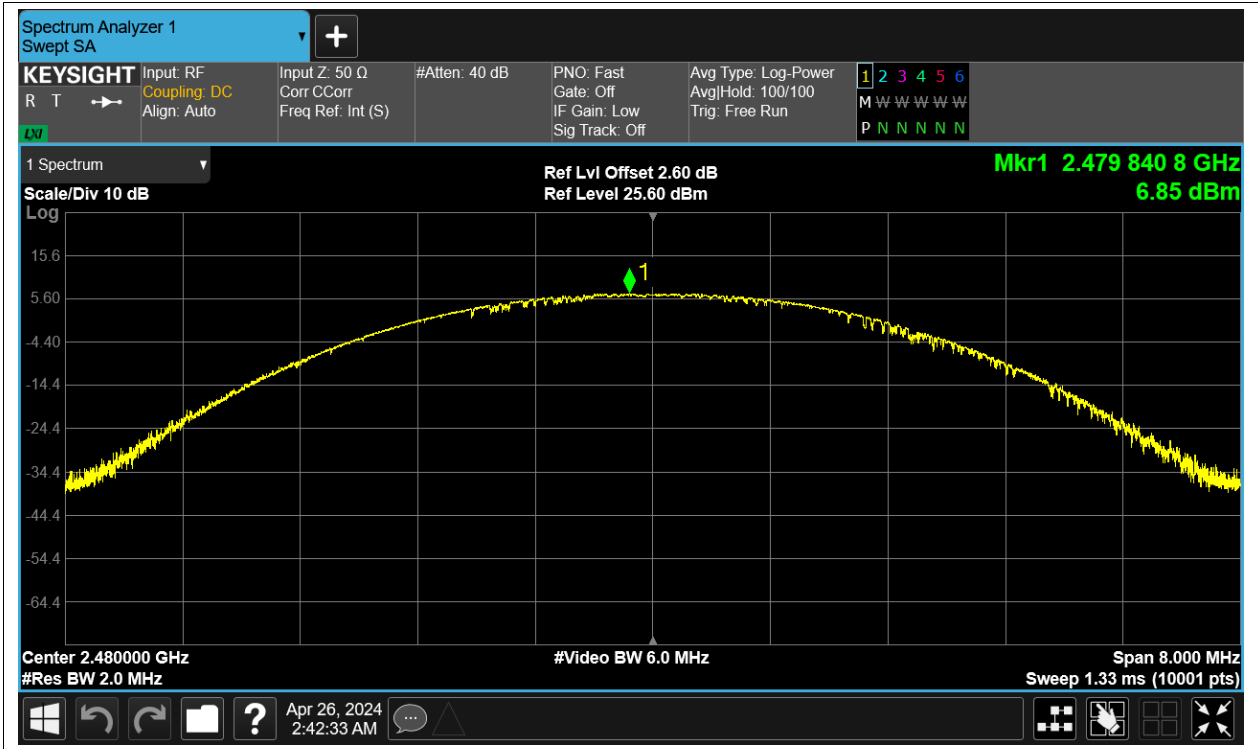 Spectrum Analyzer 1
Swept SA
+
KEYSIGHT
R T
LXI
Input: RF
Coupling: DC
Align: Auto
Input Z: 50 Ω
Corr CCorr
Freq Ref: Int (S)
#Atten: 40 dB
PNO: Fast
Gate: Off
IF Gain: Low
Sig Track: Off
Avg Type: Log-Power
Avg|Hold: 100/100
Trig: Free Run
1 2 3 4 5 6
M W W W W W
P N N N N N
1 Spectrum
Scale/Div 10 dB
Log
Ref Lvl Offset 2.60 dB
Ref Level 25.60 dBm
Mkr1 2.479 840 8 GHz
6.85 dBm
1
15.6
5.60
-4.40
-14.4
-24.4
-34.4
-44.4
-54.4
-64.4
Center 2.480000 GHz
#Res BW 2.0 MHz
#Video BW 6.0 MHz
Span 8.000 MHz
Sweep 1.33 ms (10001 pts)
?
Apr 26, 2024
2:42:33 AM